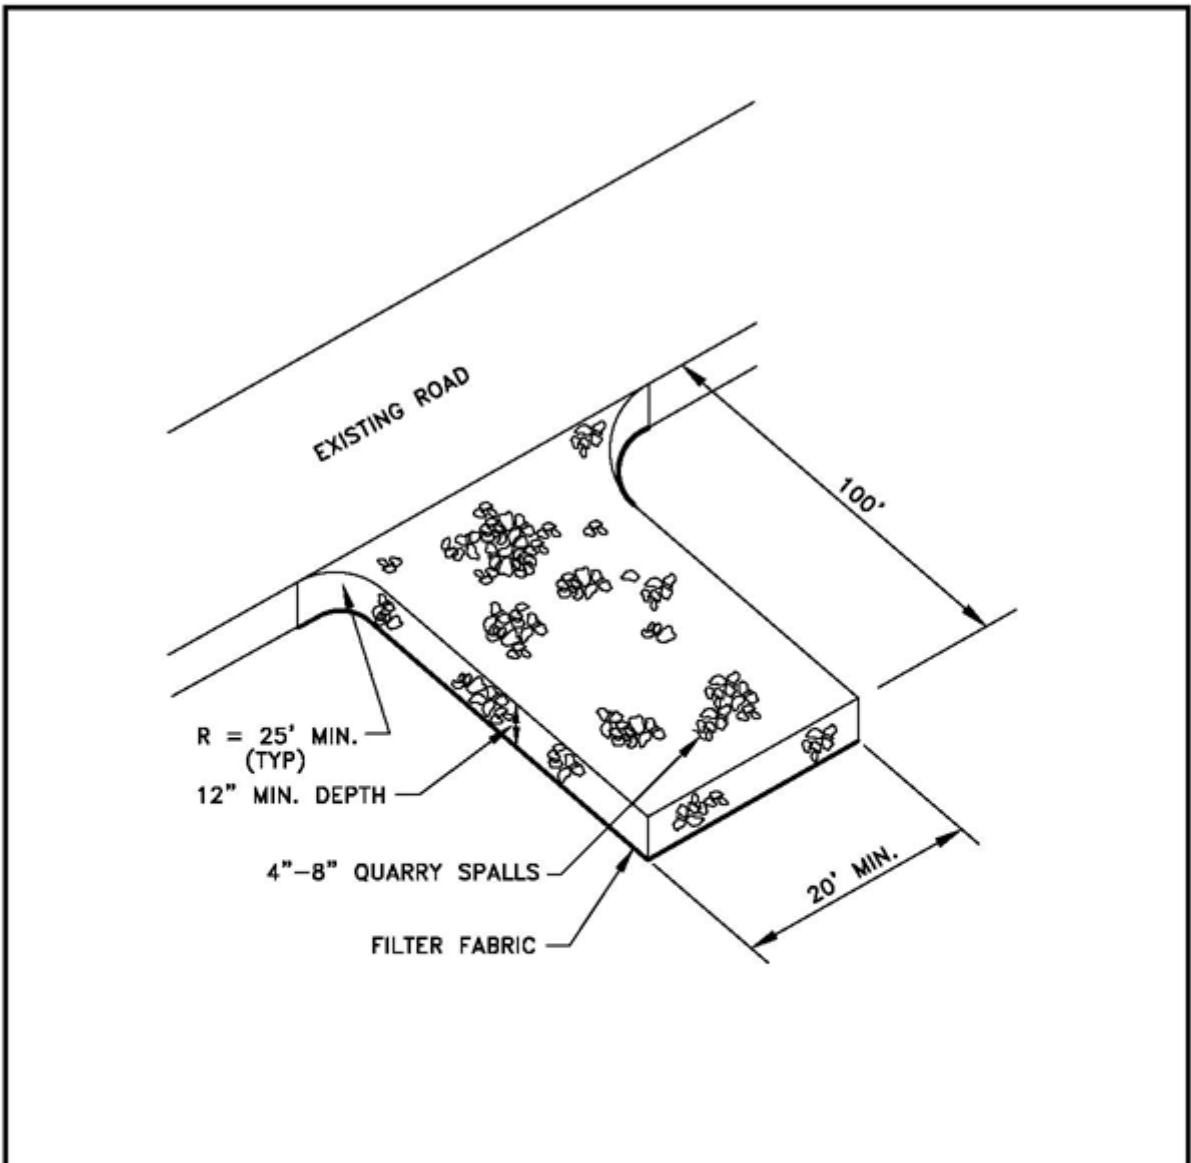 EXISTING ROAD
100'
R = 25' MIN.
(TYP)
12" MIN. DEPTH
4"-8" QUARRY SPALLS
20' MIN.
FILTER FABRIC